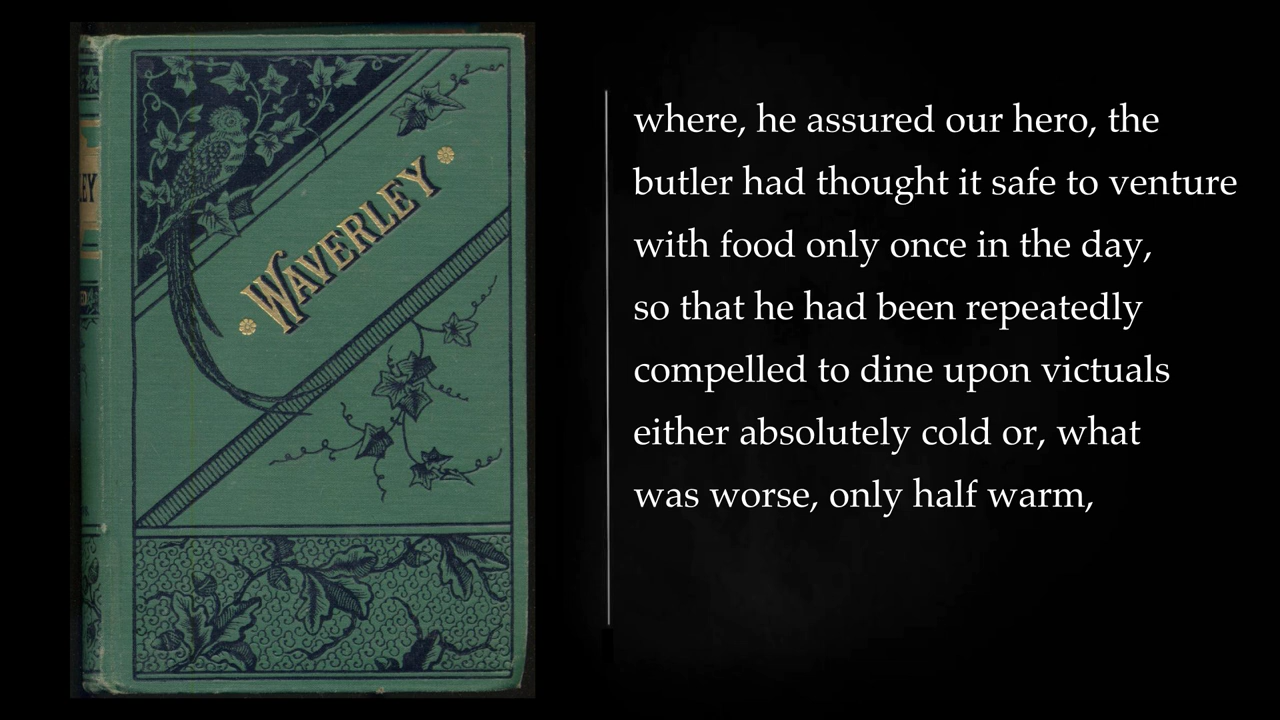 WAVERLEY
EY
where, he assured our hero, the
butler had thought it safe to venture
with food only once in the day,
so that he had been repeatedly
compelled to dine upon victuals
either absolutely cold or, what
was worse, only half warm,